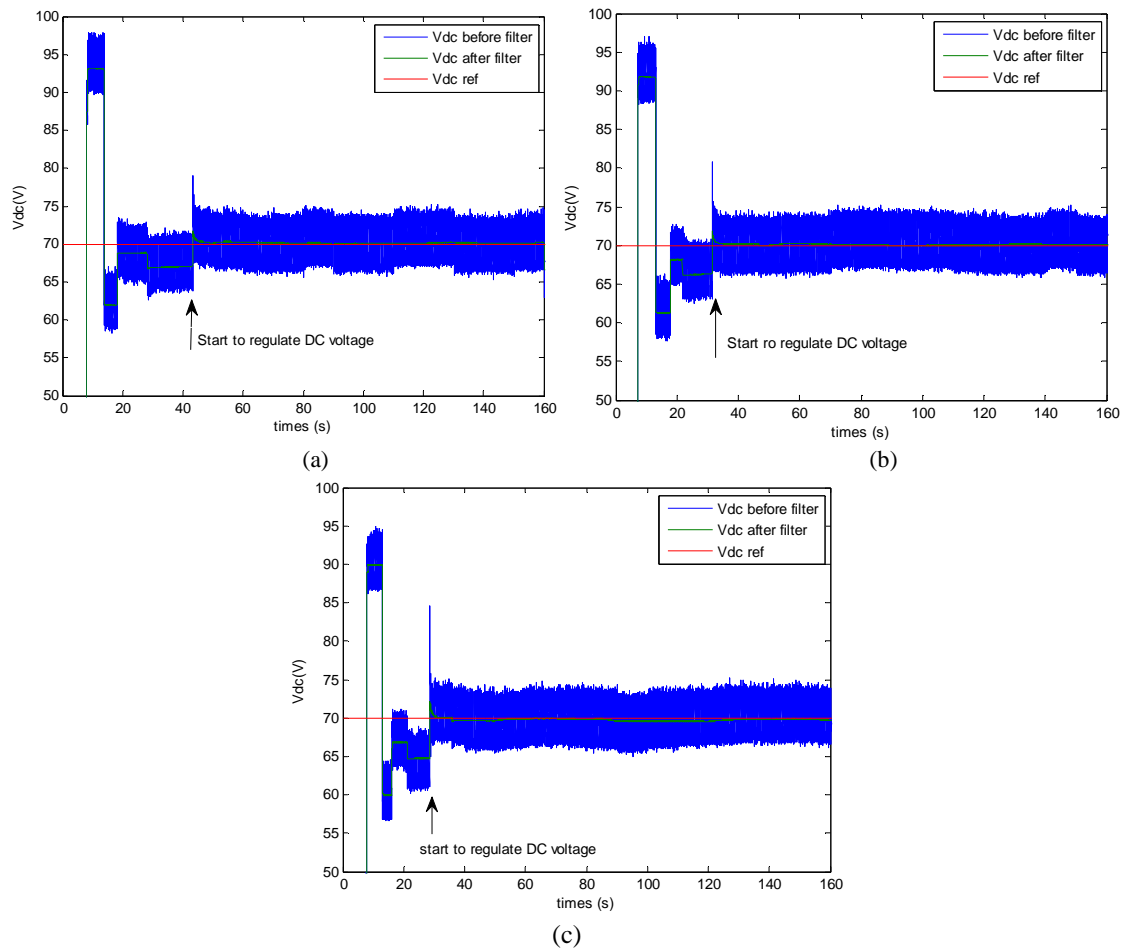 100
95
90
85
80
75
70
65
60
55
50
Vdc(V)
Vdc before filter
Vdc after filter
Vdc ref
Start to regulate DC voltage
0 20 40 60 80 100 120 140 160
times (s)
(a)
100
95
90
85
80
75
70
65
60
55
50
Vdc(V)
Vdc before filter
Vdc after filter
Vdc ref
Start ro regulate DC voltage
0 20 40 60 80 100 120 140 160
times (s)
(b)
100
95
90
85
80
75
70
65
60
55
50
Vdc(V)
Vdc before filter
Vdc after filter
Vdc ref
start to regulate DC voltage
0 20 40 60 80 100 120 140 160
times (s)
(c)